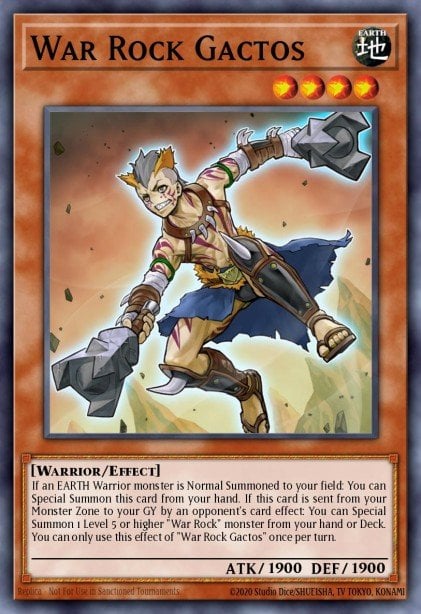 War Rock Gactos
EARTH
地
[Warrior/Effect]
If an EARTH Warrior monster is Normal Summoned to your field: You can
Special Summon this card from your hand. If this card is sent from your
Monster Zone to your GY by an opponent's card effect: You can Special
Summon 1 Level 5 or higher "War Rock" monster from your hand or Deck.
You can only use this effect of "War Rock Gactos" once per turn.
ATK/1900 DEF/1900
Replica - Not For Use in Sanctioned Tournaments
©2020 Studio Dice/SHUEISHA, TV TOKYO, KONAMI